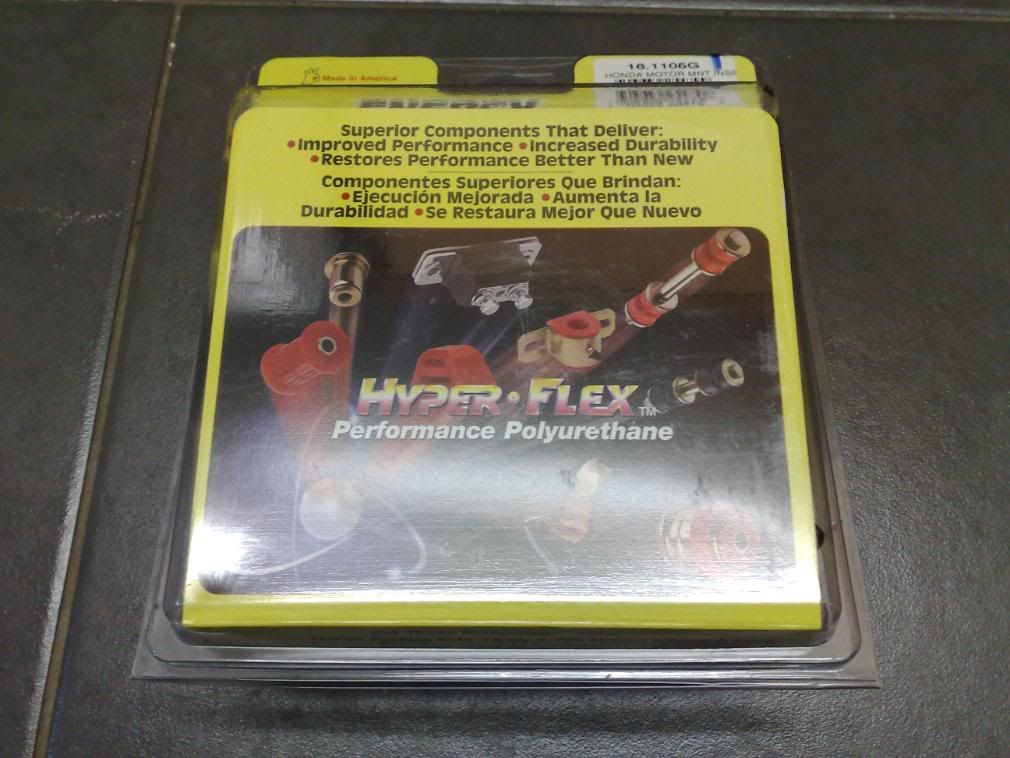 Made in America
16.1105G
HONDA MOTOR MNT INSE
Superior Components That Deliver:
•Improved Performance •Increased Durability
•Restores Performance Better Than New
Componentes Superiores Que Brindan:
•Ejecución Mejorada •Aumenta la
Durabilidad •Se Restaura Mejor Que Nuevo
HYPER•FLEX TM
Performance Polyurethane